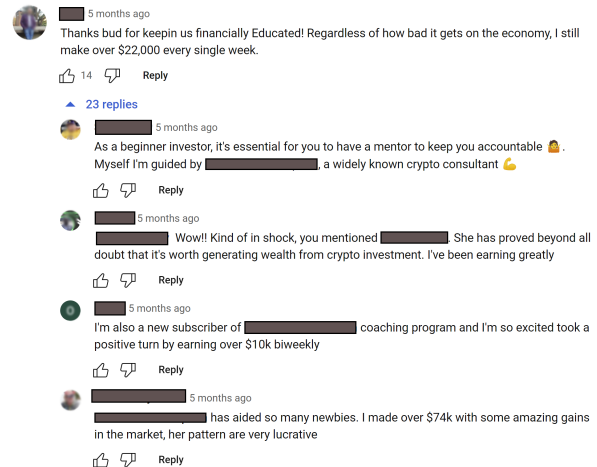 5 months ago
Thanks bud for keepin us financially Educated! Regardless of how bad it gets on the economy, I still
make over $22,000 every single week.
14 Reply
23 replies
5 months ago
As a beginner investor, it's essential for you to have a mentor to keep you accountable 🤷.
Myself I'm guided by , a widely known crypto consultant 💪
Reply
5 months ago
Wow!! Kind of in shock, you mentioned . She has proved beyond all
doubt that it's worth generating wealth from crypto investment. I've been earning greatly
Reply
5 months ago
I'm also a new subscriber of coaching program and I'm so excited took a
positive turn by earning over $10k biweekly
Reply
5 months ago
has aided so many newbies. I made over $74k with some amazing gains
in the market, her pattern are very lucrative
Reply